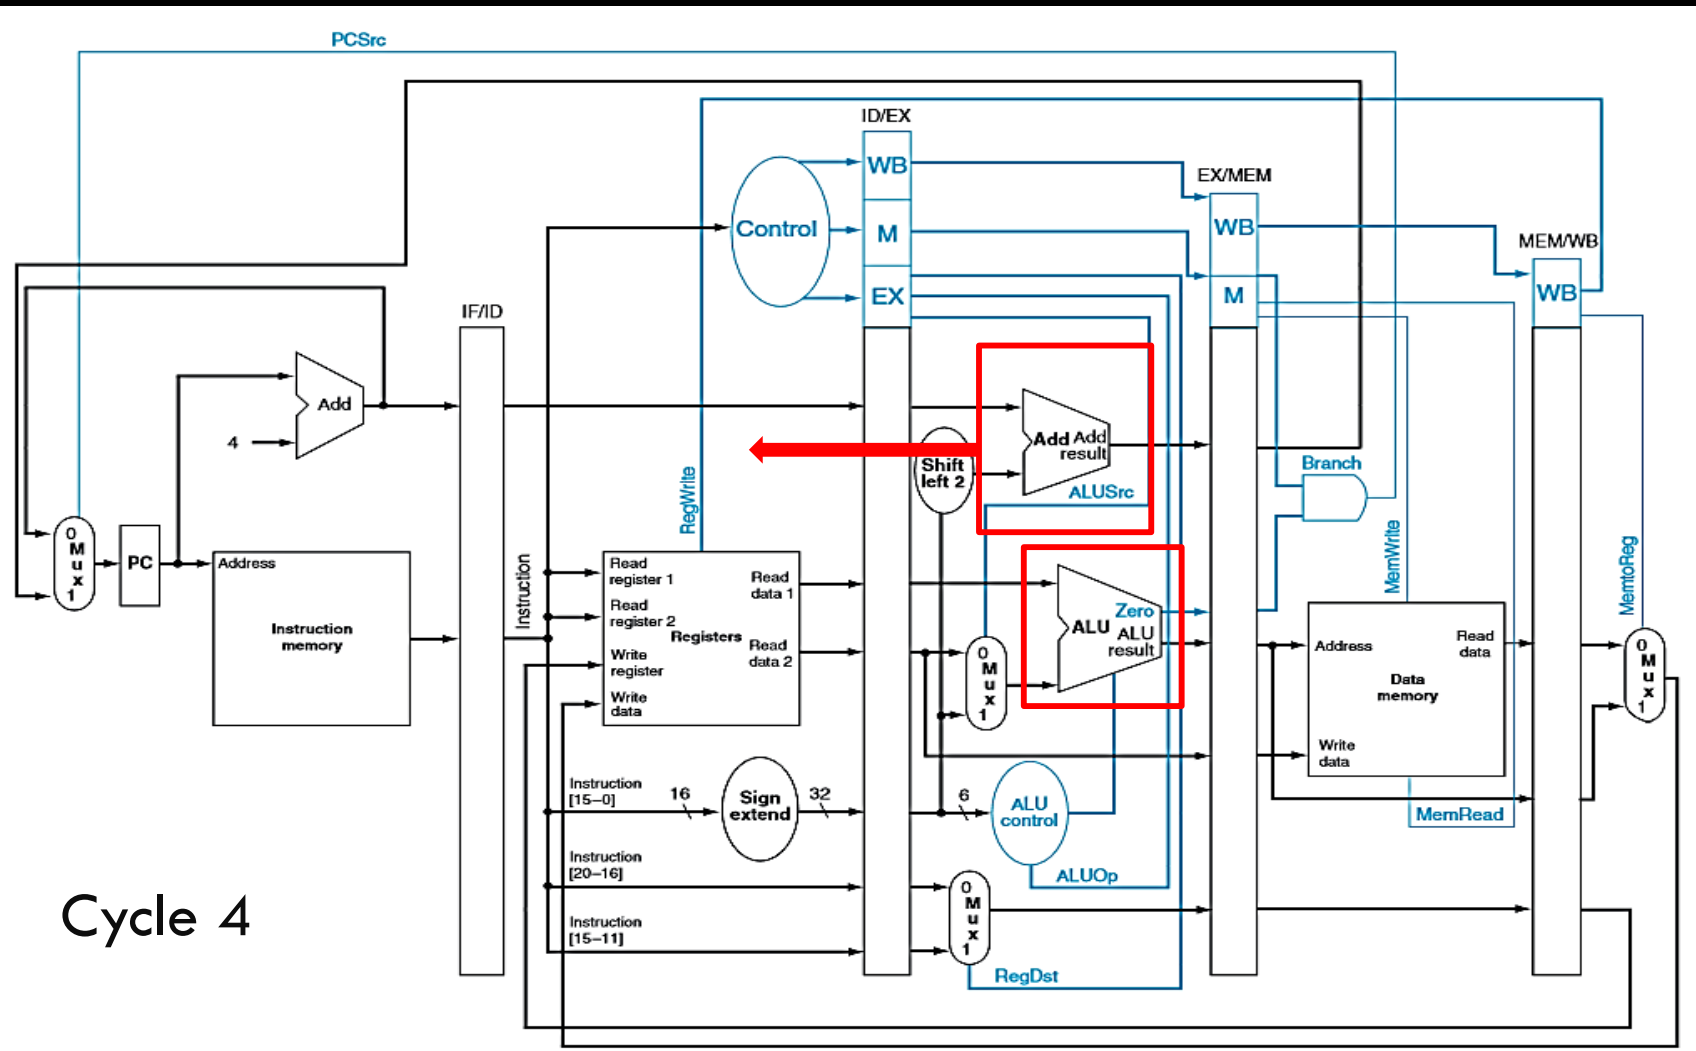 PCSrc
ID/EX
WB
EX/MEM
Control
M
WB
MEM/WB
EX
M
WB
IF/ID
Add
4
Add Add
result
Shift
left 2
ALUSrc
Branch
RegWrite
MemWrite
MemtoReg
0
M
u
x
1
PC
Address
Instruction
memory
Instruction
Read
register 1
Read
data 1
Read
register 2
Registers
Read
data 2
Write
register
Write
data
0
M
u
x
1
Zero
ALU
ALU
result
Address
Read
data
Data
memory
Write
data
0
M
u
x
1
Instruction
[15–0]
16
Sign
extend
32
6
ALU
control
MemRead
Instruction
[20–16]
ALUOp
0
M
u
x
1
Instruction
[15–11]
RegDst
Cycle 4